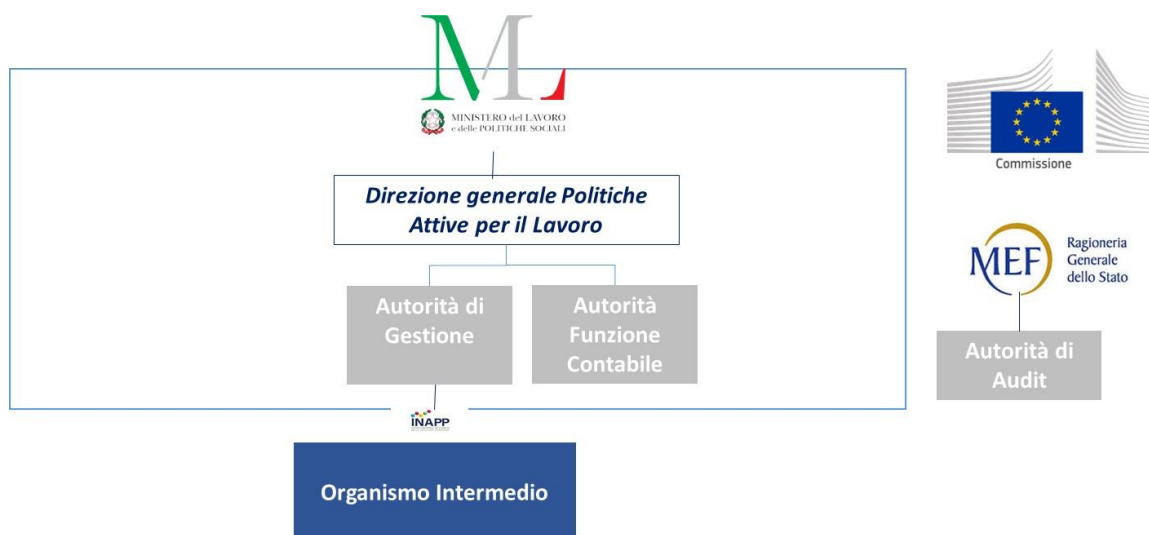 ML
MINISTERO del LAVORO
e delle POLITICHE SOCIALI
Direzione generale Politiche
Attive per il Lavoro
Autorità di
Gestione
Autorità
Funzione
Contabile
INAPP
Organismo Intermedio
Commissione
MEF
Ragioneria
Generale
dello Stato
Autorità di
Audit